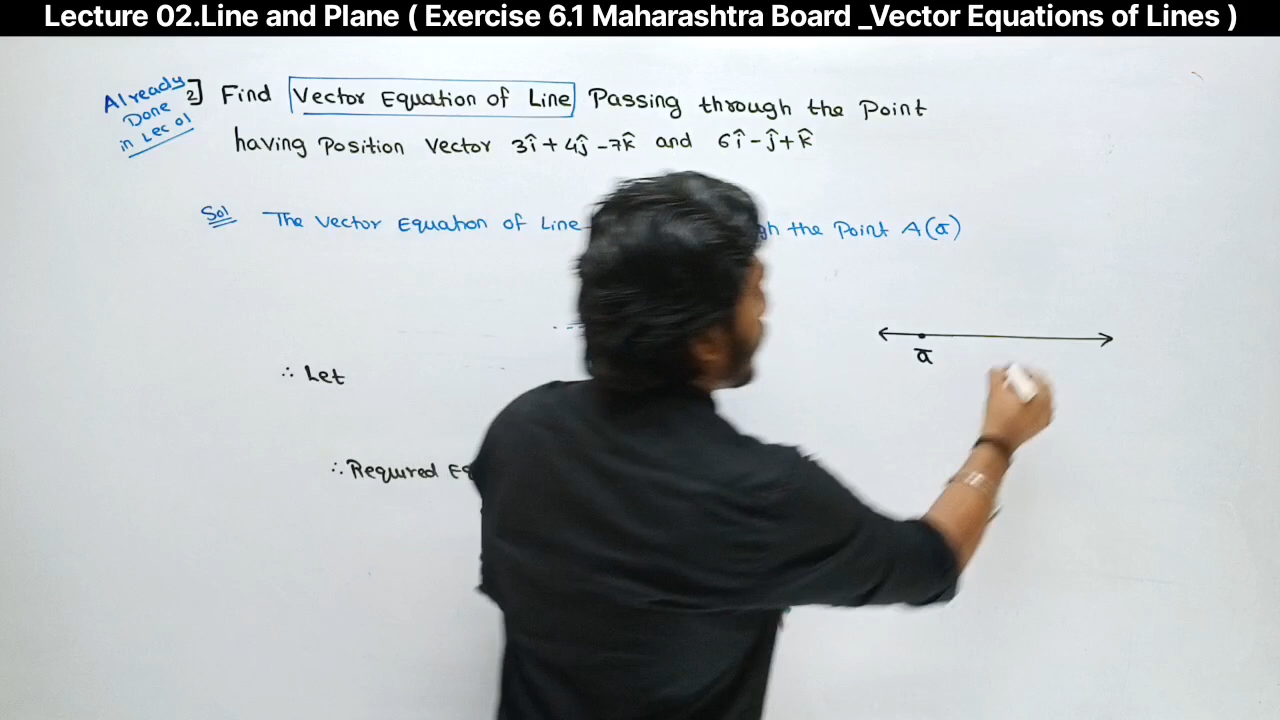 Lecture 02.Line and Plane ( Exercise 6.1 Maharashtra Board _Vector Equations of Lines )
Already
Done
in Lec 01
2] Find Vector Equation of Line Passing through the Point
having Position Vector 3î + 4ĵ - 7k̂ and 6î - ĵ + k̂
Sol The Vector Equation of Line the Point A(a̅)
a̅
∴ Let
∴ Required